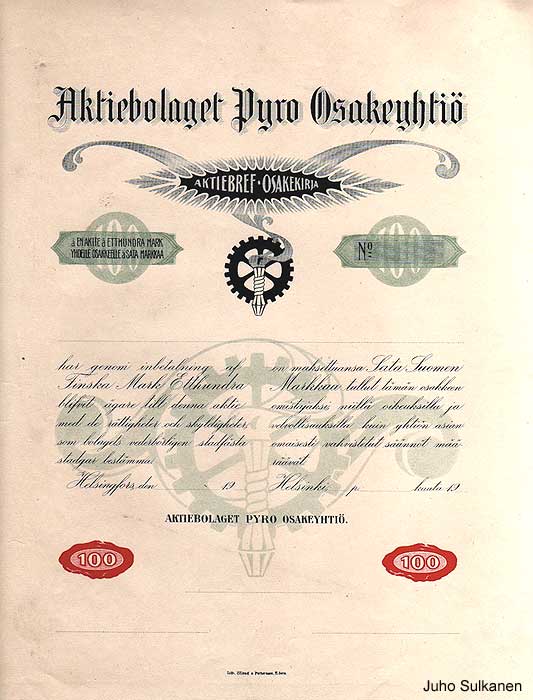 Aktiebolaget Pyro Osakeyhtiö
AKTIEBREF · OSAKEKIRJA
à EN AKTIE à ETTHUNDRA MARK
YHDELLE OSAKKEELLE à SATA MARKKAA
100
No
100
har genom inbetalning af
Finska Mark Etthundra
blifvit ägare till denna aktie
med de rättigheter och skyldigheter,
som bolagets vederbörligen stadfästa
stadgar bestämma.
Helsingfors, den 19
on maksettuansa Sata Suomen
Markkaa tullut tämän osakkeen
omistajaksi niillä oikeuksilla ja
velvollisuuksilla kuin yhtiön asian
omaisesti vahvistetut säännöt mää
räävät.
Helsinki, p. kuuta 19
AKTIEBOLAGET PYRO OSAKEYHTIÖ.
100
100
Juho Sulkanen